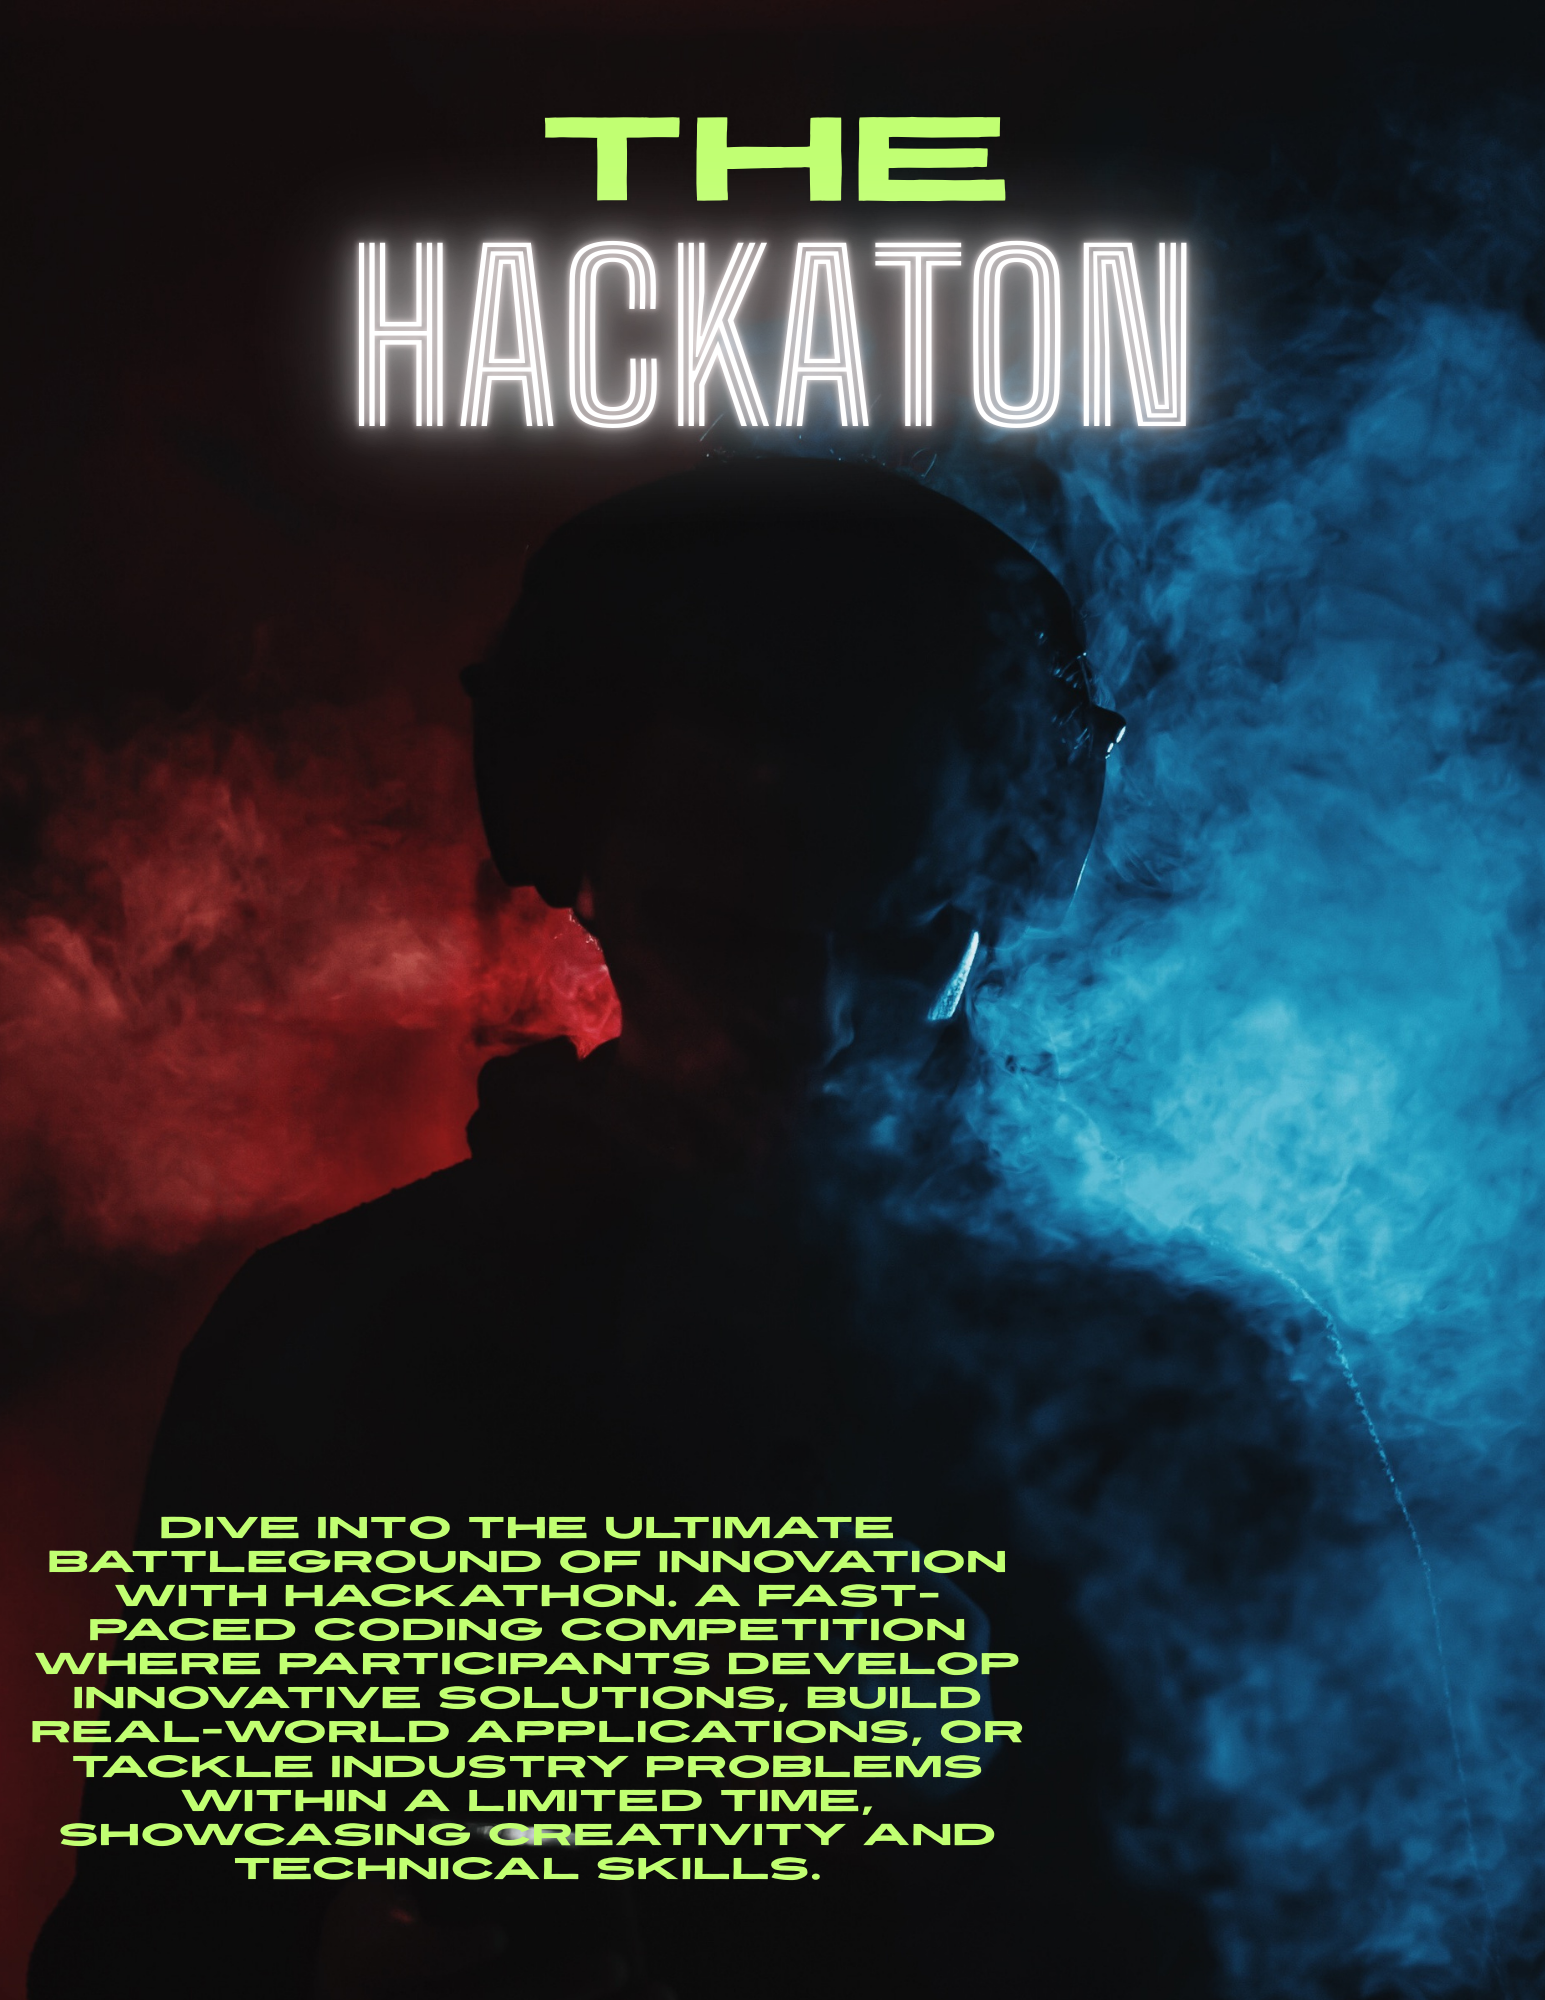 THE
HACKATON
DIVE INTO THE ULTIMATE
BATTLEGROUND OF INNOVATION
WITH HACKATHON. A FAST-
PACED CODING COMPETITION
WHERE PARTICIPANTS DEVELOP
INNOVATIVE SOLUTIONS, BUILD
REAL-WORLD APPLICATIONS, OR
TACKLE INDUSTRY PROBLEMS
WITHIN A LIMITED TIME,
SHOWCASING CREATIVITY AND
TECHNICAL SKILLS.